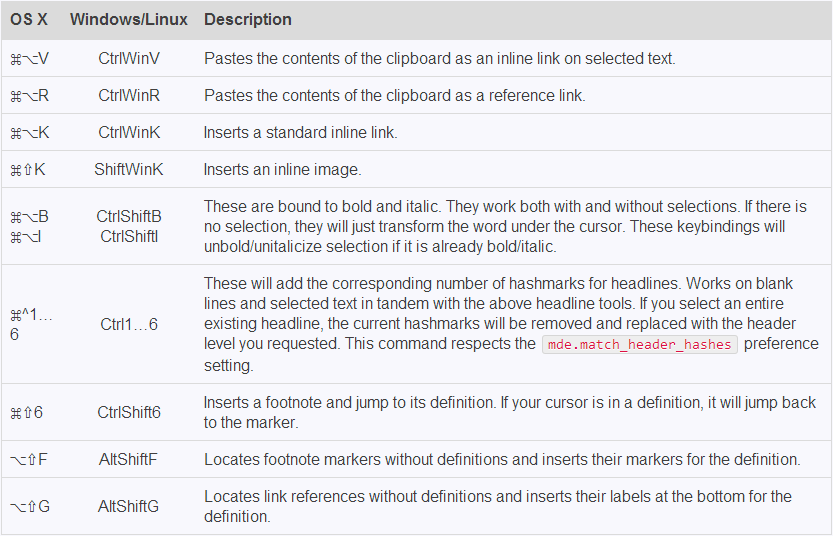 OS X Windows/Linux Description
⌘⌥V CtrlWinV Pastes the contents of the clipboard as an inline link on selected text.
⌘⌥R CtrlWinR Pastes the contents of the clipboard as a reference link.
⌘⌥K CtrlWinK Inserts a standard inline link.
⌘⇧K ShiftWinK Inserts an inline image.
⌘⌥B CtrlShiftB These are bound to bold and italic. They work both with and without selections. If there is
⌘⌥I CtrlShiftI no selection, they will just transform the word under the cursor. These keybindings will
unbold/unitalicize selection if it is already bold/italic.
These will add the corresponding number of hashmarks for headlines. Works on blank
lines and selected text in tandem with the above headline tools. If you select an entire
⌘^1… Ctrl1…6 existing headline, the current hashmarks will be removed and replaced with the header
6 level you requested. This command respects the mde.match_header_hashes preference
setting.
⌘⇧6 CtrlShift6 Inserts a footnote and jump to its definition. If your cursor is in a definition, it will jump back
to the marker.
⌥⇧F AltShiftF Locates footnote markers without definitions and inserts their markers for the definition.
⌥⇧G AltShiftG Locates link references without definitions and inserts their labels at the bottom for the
definition.